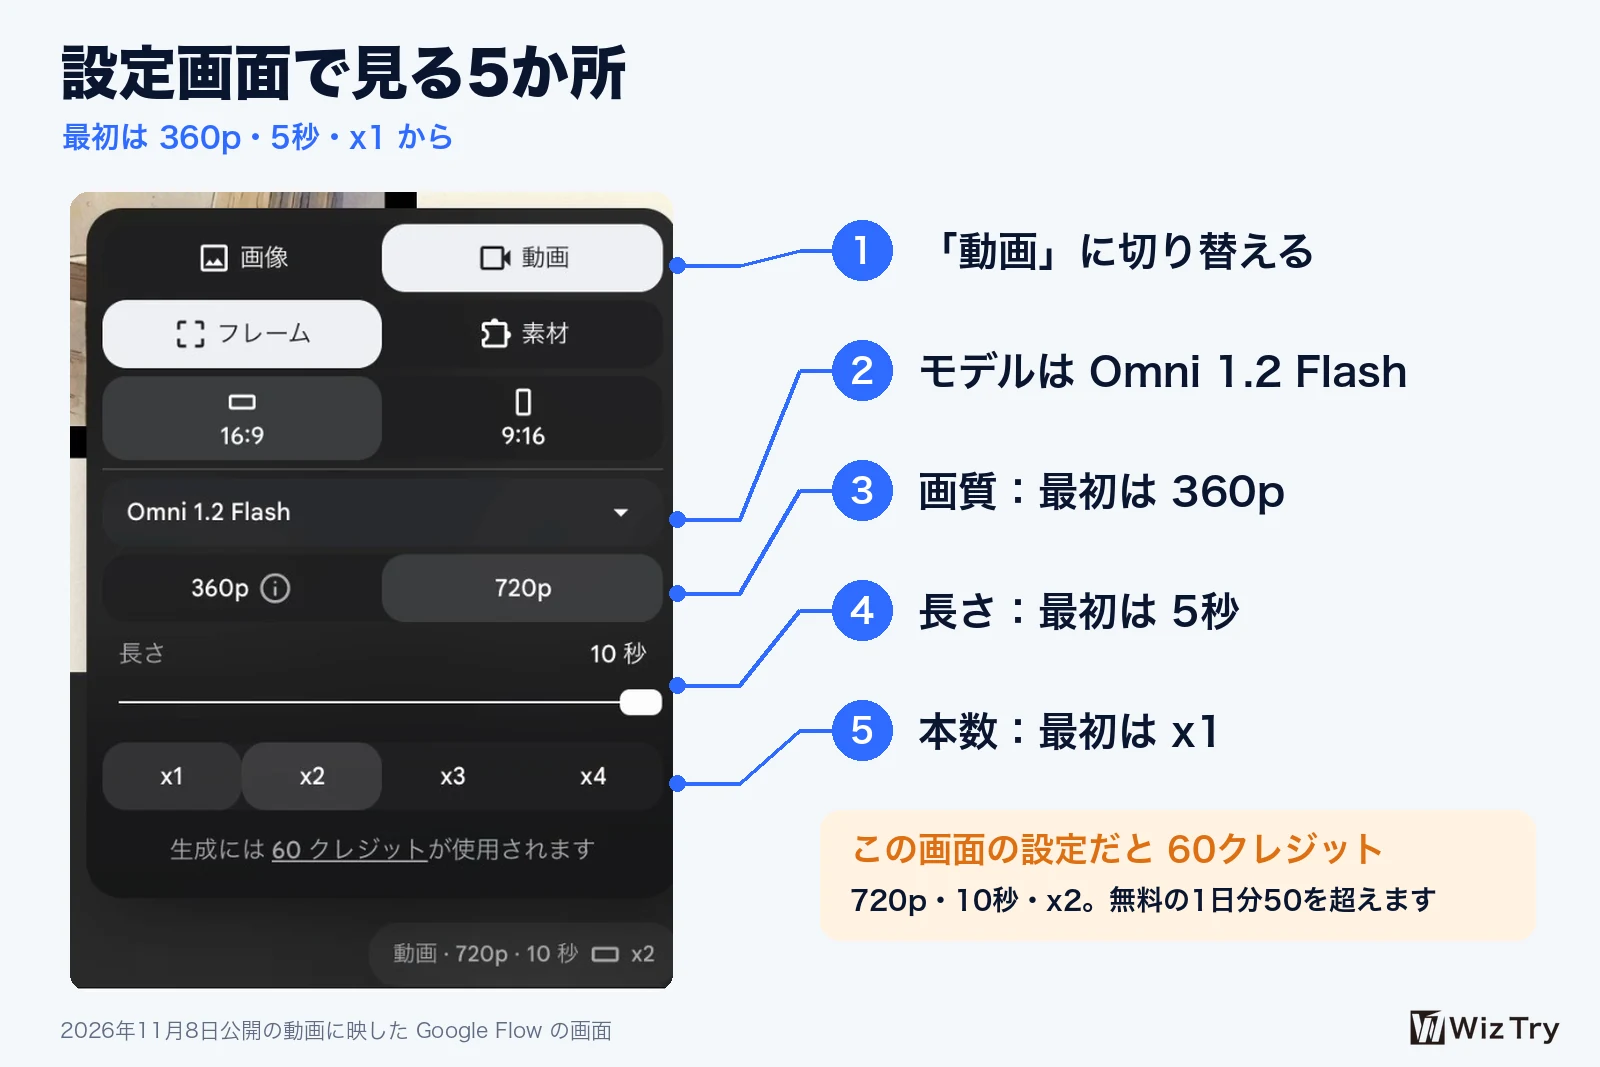 設定画面で見る5か所
最初は 360p・5秒・x1 から
画像
動画
フレーム
素材
16:9
9:16
Omni 1.2 Flash
360p
720p
長さ
10 秒
x1
x2
x3
x4
生成には 60 クレジットが使用されます
動画・720p・10 秒 x2
1 「動画」に切り替える
2 モデルは Omni 1.2 Flash
3 画質：最初は 360p
4 長さ：最初は 5秒
5 本数：最初は x1
この画面の設定だと 60クレジット
720p・10秒・x2。無料の1日分50を超えます
2026年11月8日公開の動画に映した Google Flow の画面
Wiz Try